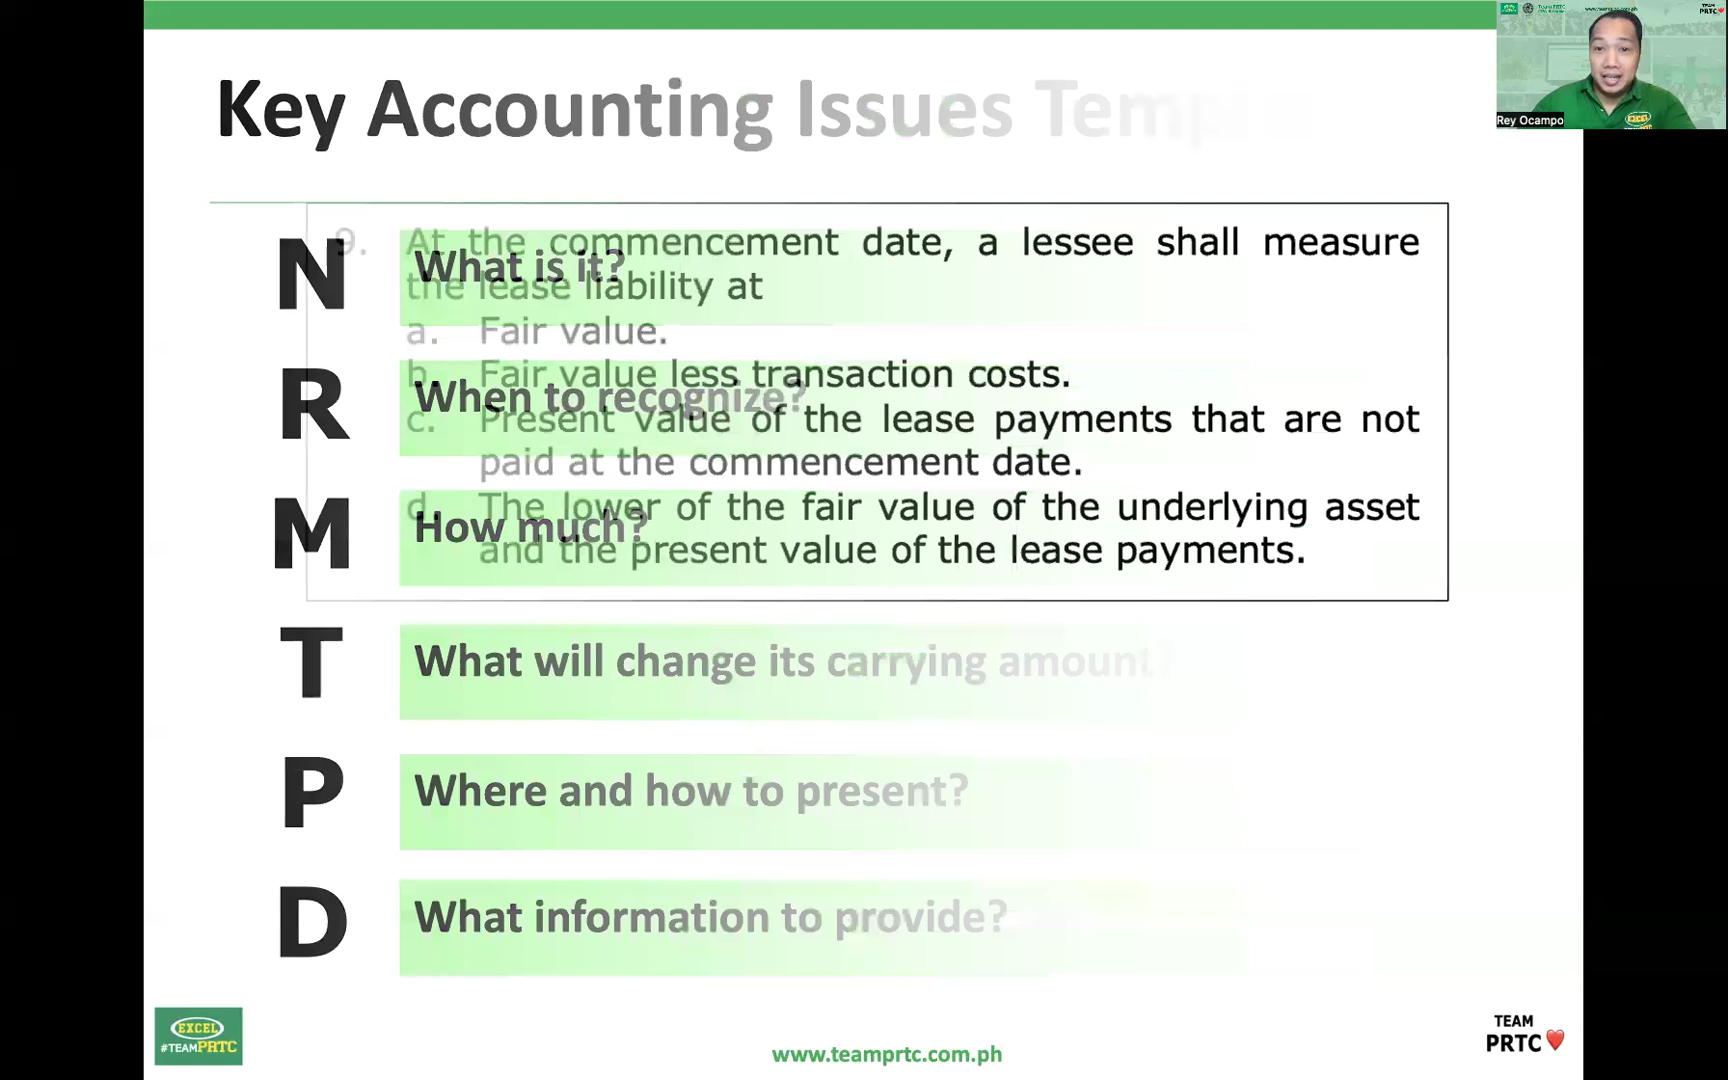 Key Accounting Issues Temp
Rey Ocampo
N What is it?
R When to recognize?
M How much?
T What will change its carrying amount?
P Where and how to present?
D What information to provide?
9. At the commencement date, a lessee shall measure
the lease liability at
a. Fair value.
b. Fair value less transaction costs.
c. Present value of the lease payments that are not
paid at the commencement date.
d. The lower of the fair value of the underlying asset
and the present value of the lease payments.
EXCEL
#TEAMPRTC
www.teamprtc.com.ph
TEAM
PRTC